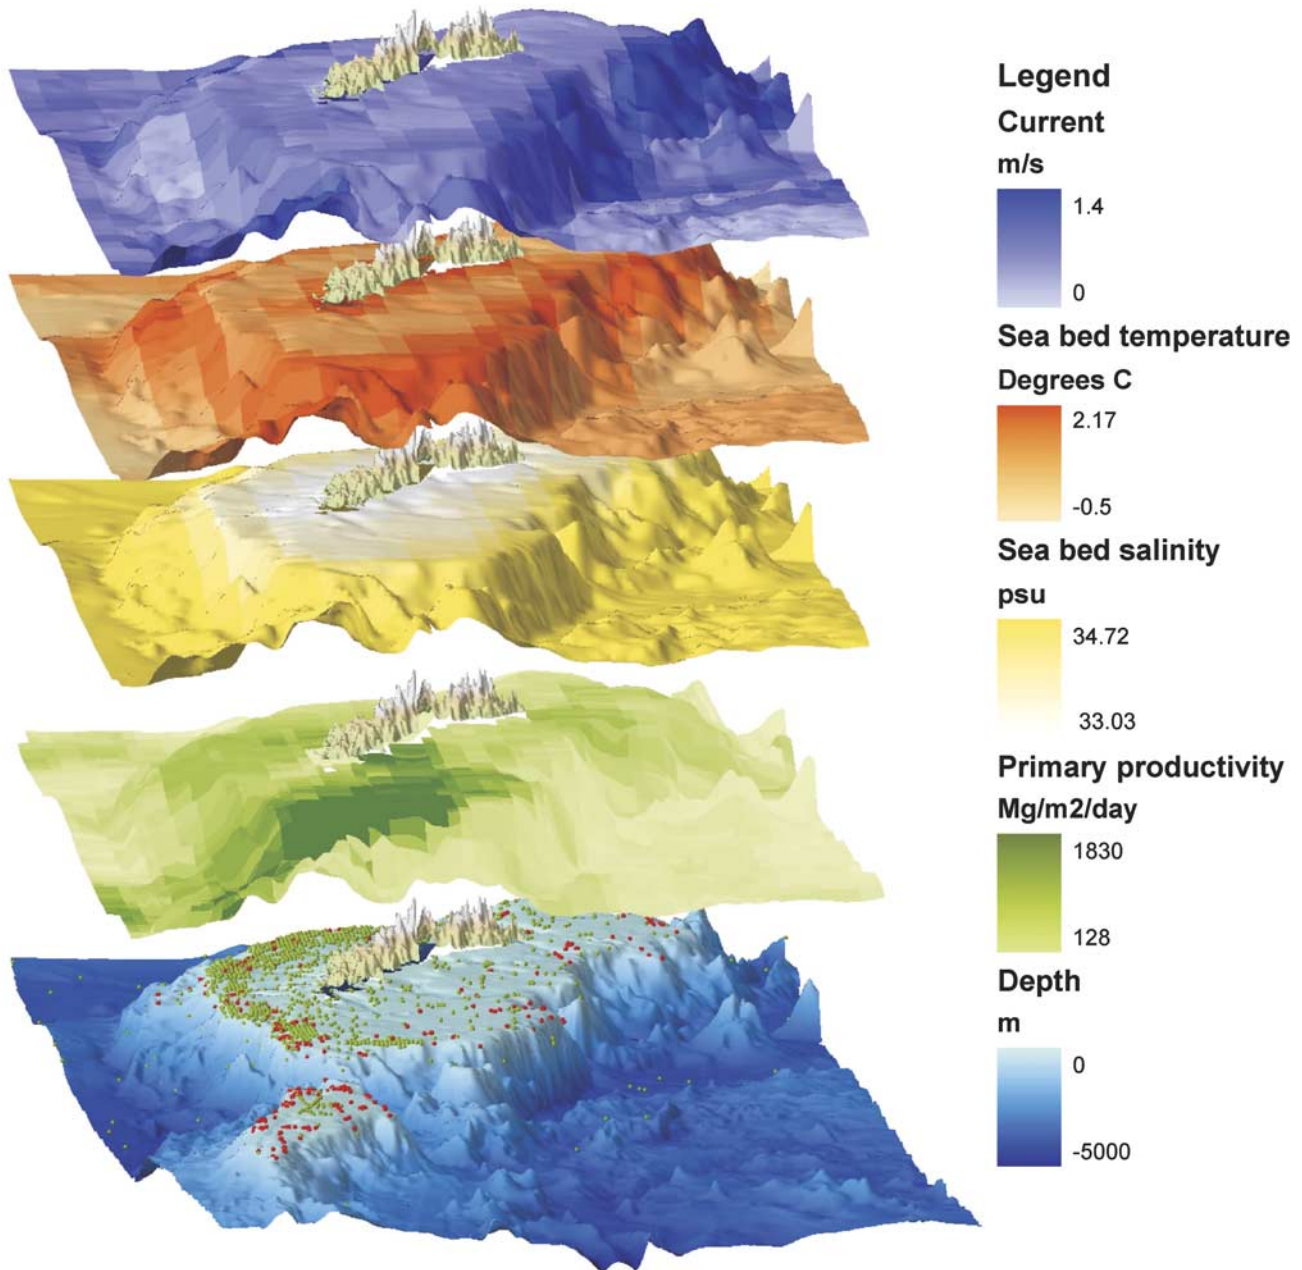 Legend
Current
m/s
1.4
0
Sea bed temperature
Degrees C
2.17
-0.5
Sea bed salinity
psu
34.72
33.03
Primary productivity
Mg/m2/day
1830
128
Depth
m
0
-5000